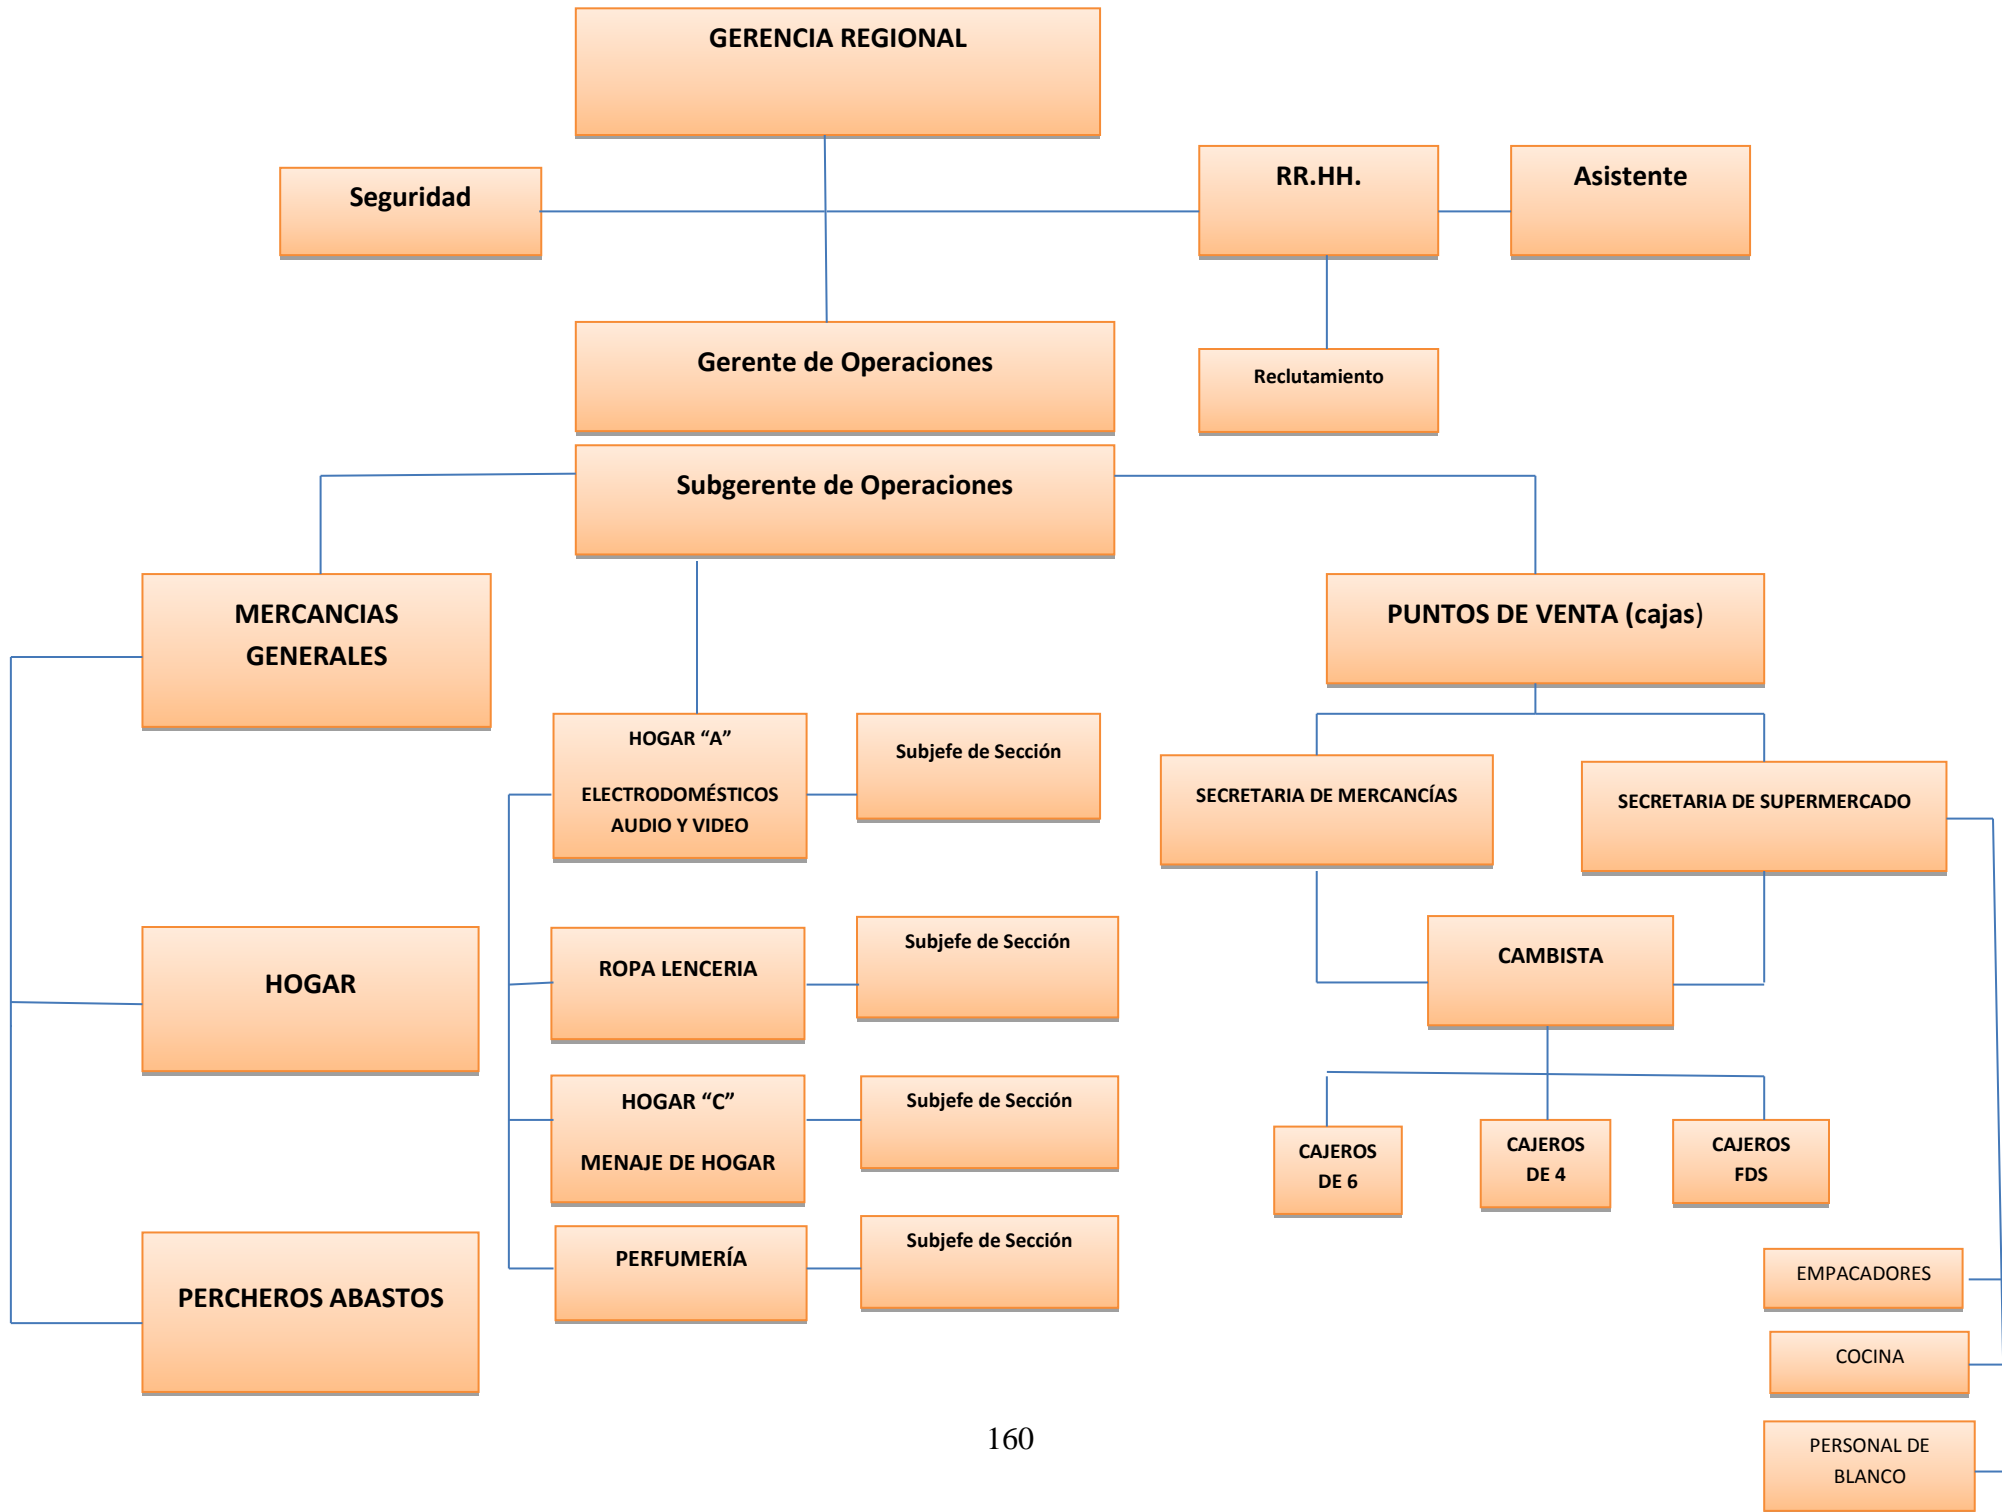 GERENCIA REGIONAL
Seguridad
RR.HH.
Asistente
Gerente de Operaciones
Reclutamiento
Subgerente de Operaciones
MERCANCIAS
GENERALES
PUNTOS DE VENTA (cajas)
HOGAR “A”
ELECTRODOMÉSTICOS
AUDIO Y VIDEO
Subjefe de Sección
SECRETARIA DE MERCANCÍAS
SECRETARIA DE SUPERMERCADO
HOGAR
ROPA LENCERIA
Subjefe de Sección
CAMBISTA
HOGAR “C”
MENAJE DE HOGAR
Subjefe de Sección
CAJEROS
DE 6
CAJEROS
DE 4
CAJEROS
FDS
PERCHEROS ABASTOS
PERFUMERÍA
Subjefe de Sección
EMPACADORES
COCINA
PERSONAL DE
BLANCO
160